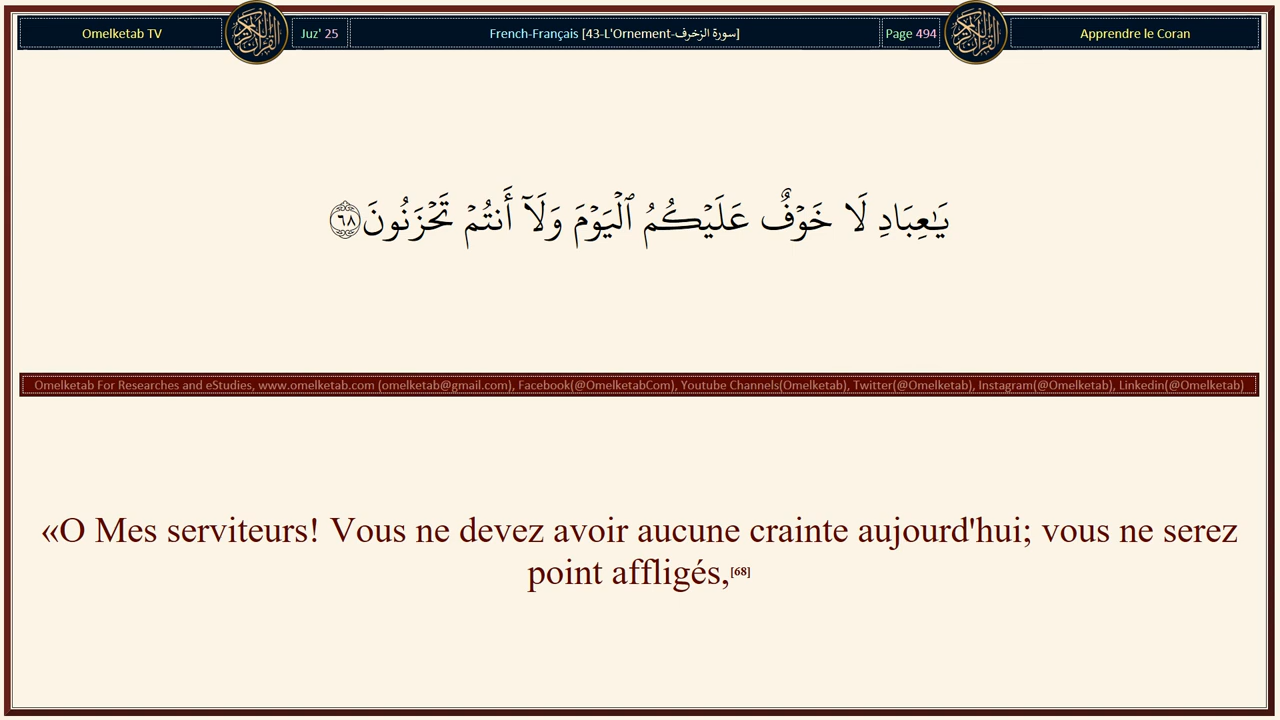 Omelketab TV
Juz' 25
French-Français [43-L'Ornement-سورة الزخرف]
Page 494
Apprendre le Coran
يَـٰعِبَادِ لَا خَوۡفٌ عَلَيۡكُمُ ٱلۡيَوۡمَ وَلَآ أَنتُمۡ تَحۡزَنُونَ ٦٨
Omelketab For Researches and eStudies, www.omelketab.com (omelketab@gmail.com), Facebook(@OmelketabCom), Youtube Channels(Omelketab), Twitter(@Omelketab), Instagram(@Omelketab), Linkedin(@Omelketab)
«O Mes serviteurs! Vous ne devez avoir aucune crainte aujourd'hui; vous ne serez
point affligés,[68]